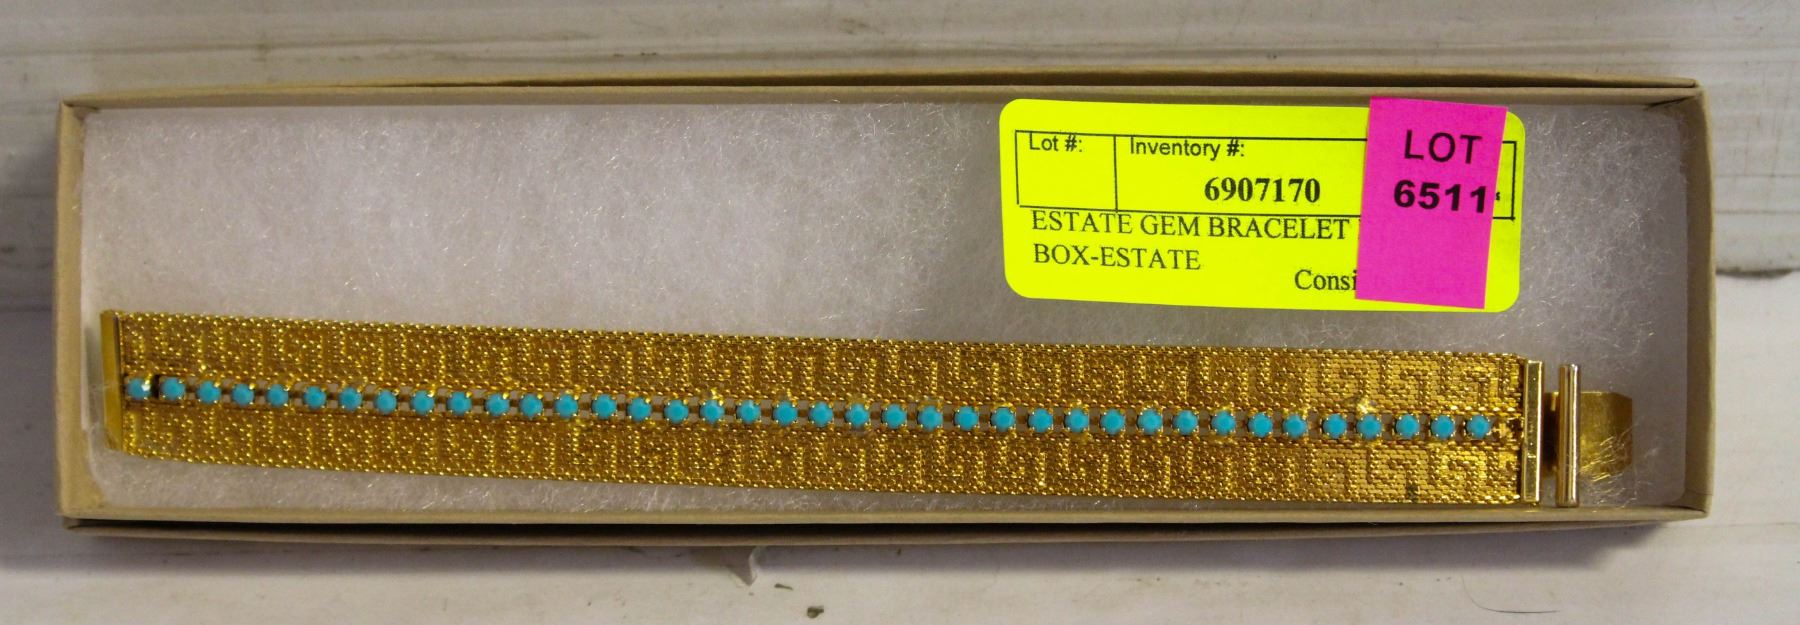 Lot #: Inventory #:
6907170
ESTATE GEM BRACELET
BOX-ESTATE
LOT
6511